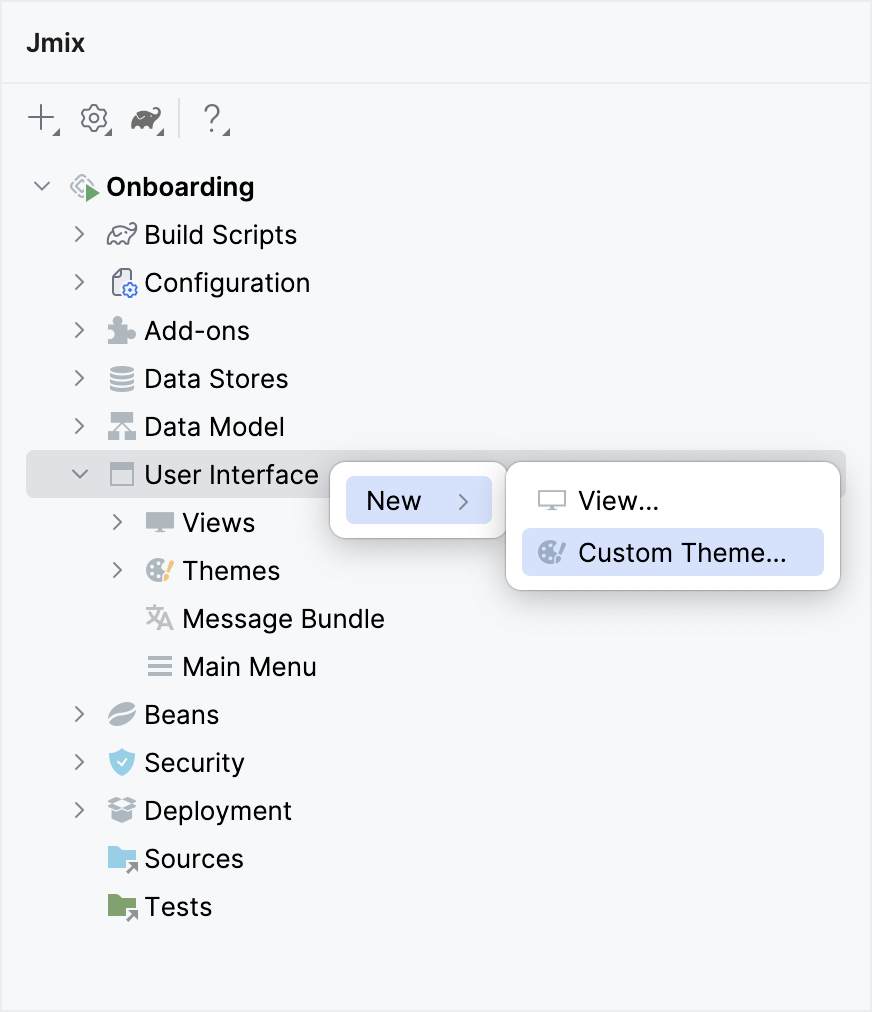 Jmix
?
Onboarding
Build Scripts
Configuration
Add-ons
Data Stores
Data Model
User Interface
New
View...
Views
Custom Theme...
Themes
Message Bundle
Main Menu
Beans
Security
Deployment
Sources
Tests